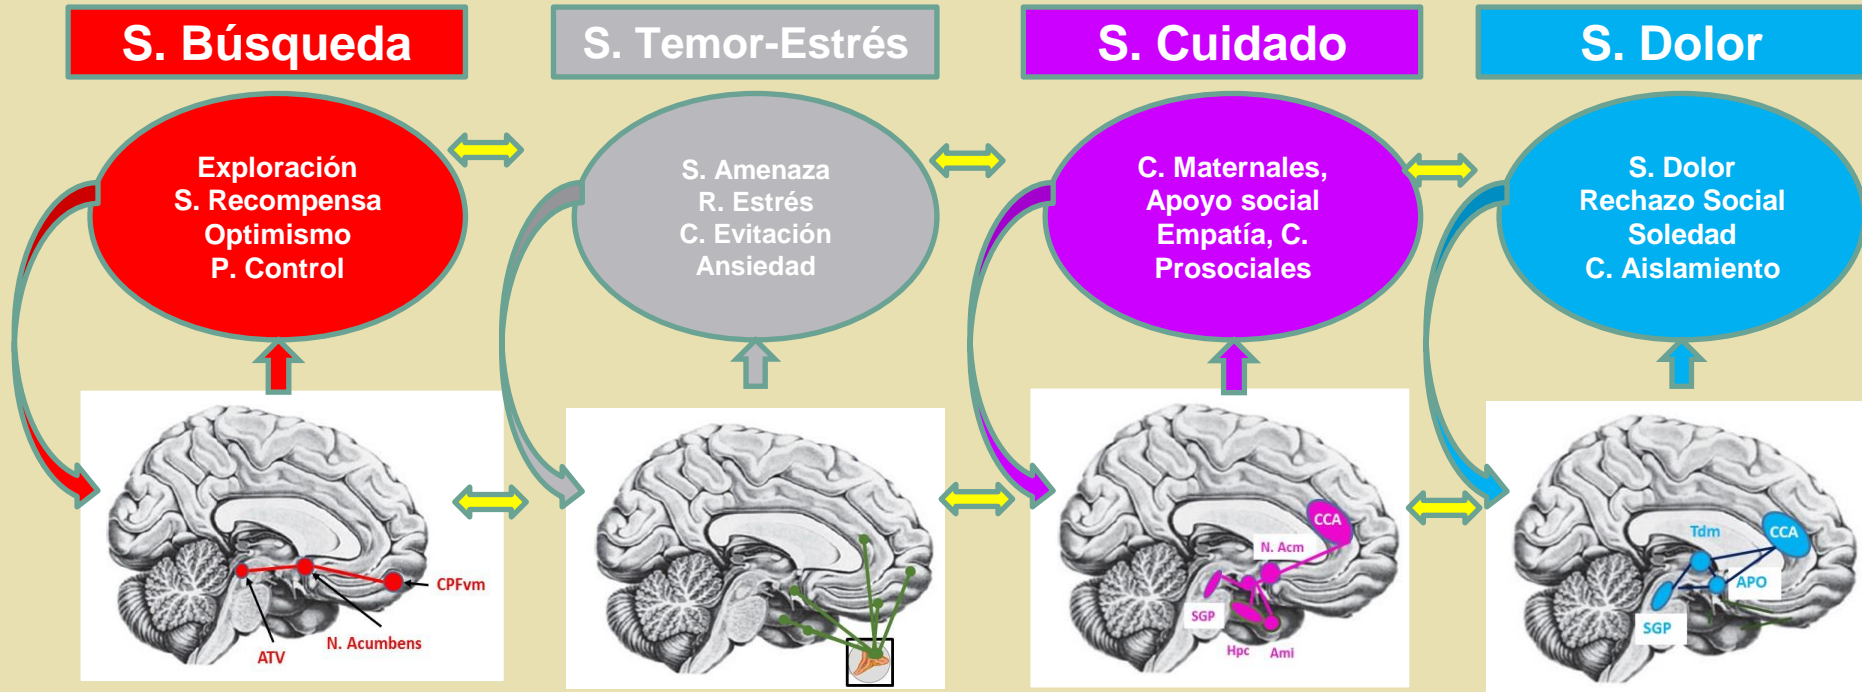 S. Búsqueda
S. Temor-Estrés
S. Cuidado
S. Dolor
Exploración
S. Recompensa
Optimismo
P. Control
S. Amenaza
R. Estrés
C. Evitación
Ansiedad
C. Maternales,
Apoyo social
Empatía, C.
Prosociales
S. Dolor
Rechazo Social
Soledad
C. Aislamiento
CPFvm
N. Acumbens
ATV
CCA
N. Acm
SGP
Hpc
Ami
Tdm
CCA
APO
SGP